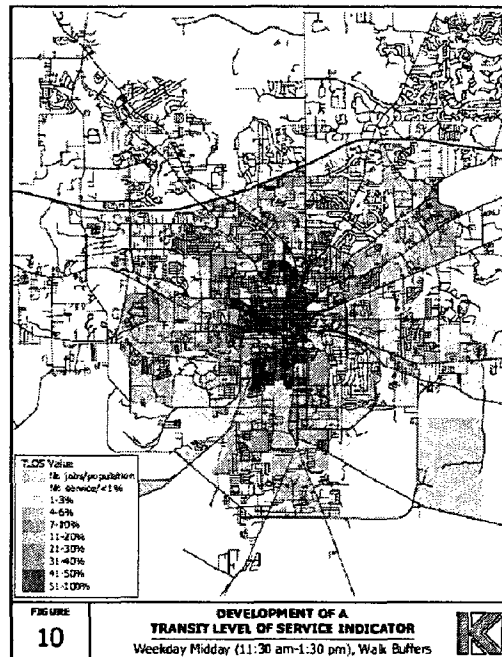 TLOS Value
No jobs/population
No service/<1%
1-3%
4-6%
7-10%
11-20%
21-30%
31-40%
41-50%
51-100%
FIGURE
10
DEVELOPMENT OF A
TRANSIT LEVEL OF SERVICE INDICATOR
Weekday Midday (11:30 am-1:30 pm), Walk Buffers